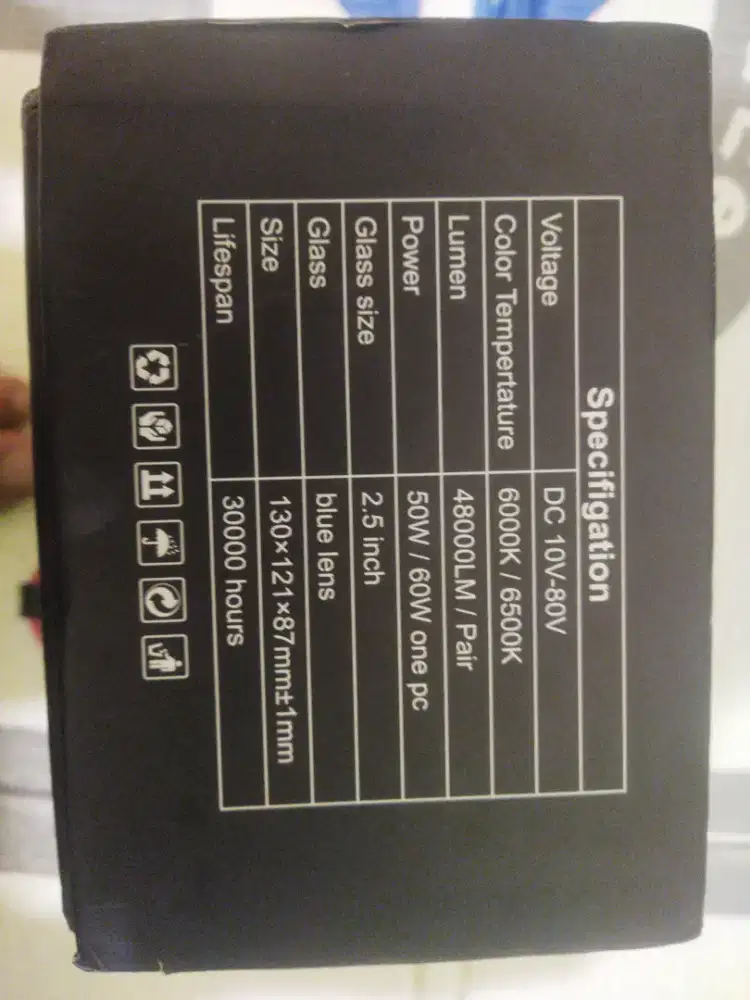 Specifigation
Voltage DC 10V-80V
Color Tempertature 6000K / 6500K
Lumen 48000LM / Pair
Power 50W / 60W one pc
Glass size 2.5 inch
Glass blue lens
Size 130×121×87mm±1mm
Lifespan 30000 hours